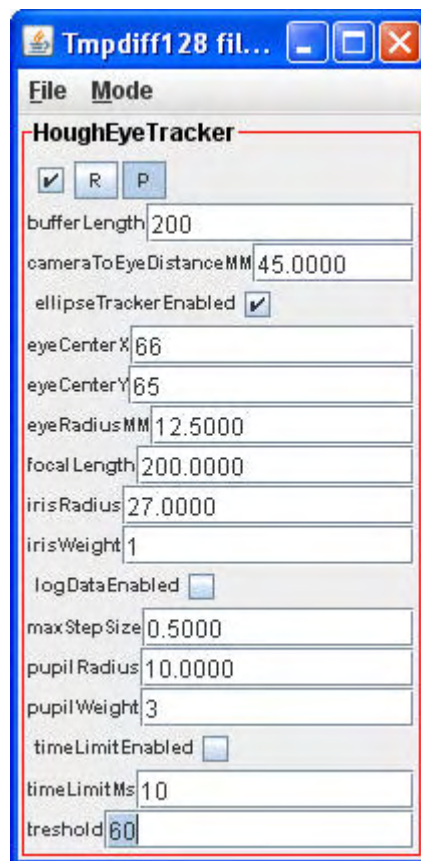 Tmpdiff128 fil...
File Mode
HoughEyeTracker
R P
bufferLength 200
cameraToEyeDistanceMM 45.0000
ellipseTrackerEnabled
eyeCenterX 66
eyeCenterY 65
eyeRadiusMM 12.5000
focalLength 200.0000
irisRadius 27.0000
irisWeight 1
logDataEnabled
maxStepSize 0.5000
pupilRadius 10.0000
pupilWeight 3
timeLimitEnabled
timeLimitMs 10
treshold 60